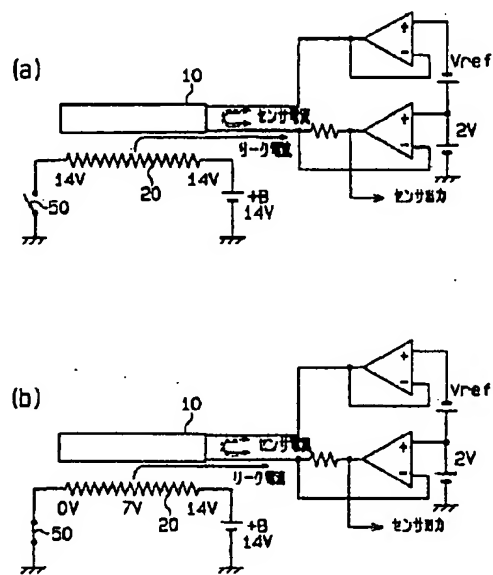 (a)
10
センサ電流
リーク電流
Vref
2V
14V
14V
20
50
+B
14V
センサ出力
(b)
10
センサ電流
リーク電流
Vref
2V
0V
7V
20
14V
50
+B
14V
センサ出力